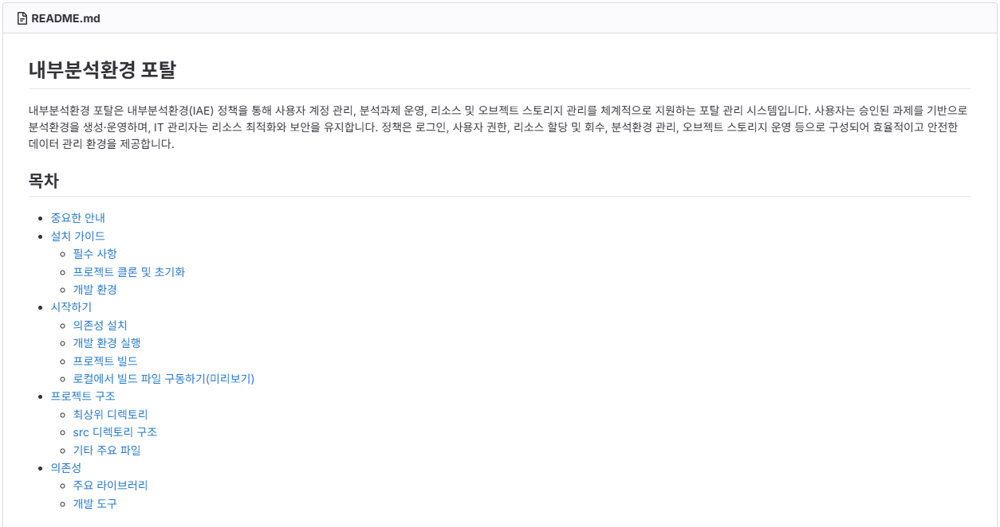 README.md
내부분석환경 포탈
내부분석환경 포탈은 내부분석환경(IAE) 정책을 통해 사용자 계정 관리, 분석과제 운영, 리소스 및 오브젝트 스토리지 관리를 체계적으로 지원하는 포탈 관리 시스템입니다. 사용자는 승인된 과제를 기반으로
분석환경을 생성·운영하며, IT 관리자는 리소스 최적화와 보안을 유지합니다. 정책은 로그인, 사용자 권한, 리소스 할당 및 회수, 분석환경 관리, 오브젝트 스토리지 운영 등으로 구성되어 효율적이고 안전한
데이터 관리 환경을 제공합니다.
목차
중요한 안내
설치 가이드
필수 사항
프로젝트 클론 및 초기화
개발 환경
시작하기
의존성 설치
개발 환경 실행
프로젝트 빌드
로컬에서 빌드 파일 구동하기(미리보기)
프로젝트 구조
최상위 디렉토리
src 디렉토리 구조
기타 주요 파일
의존성
주요 라이브러리
개발 도구